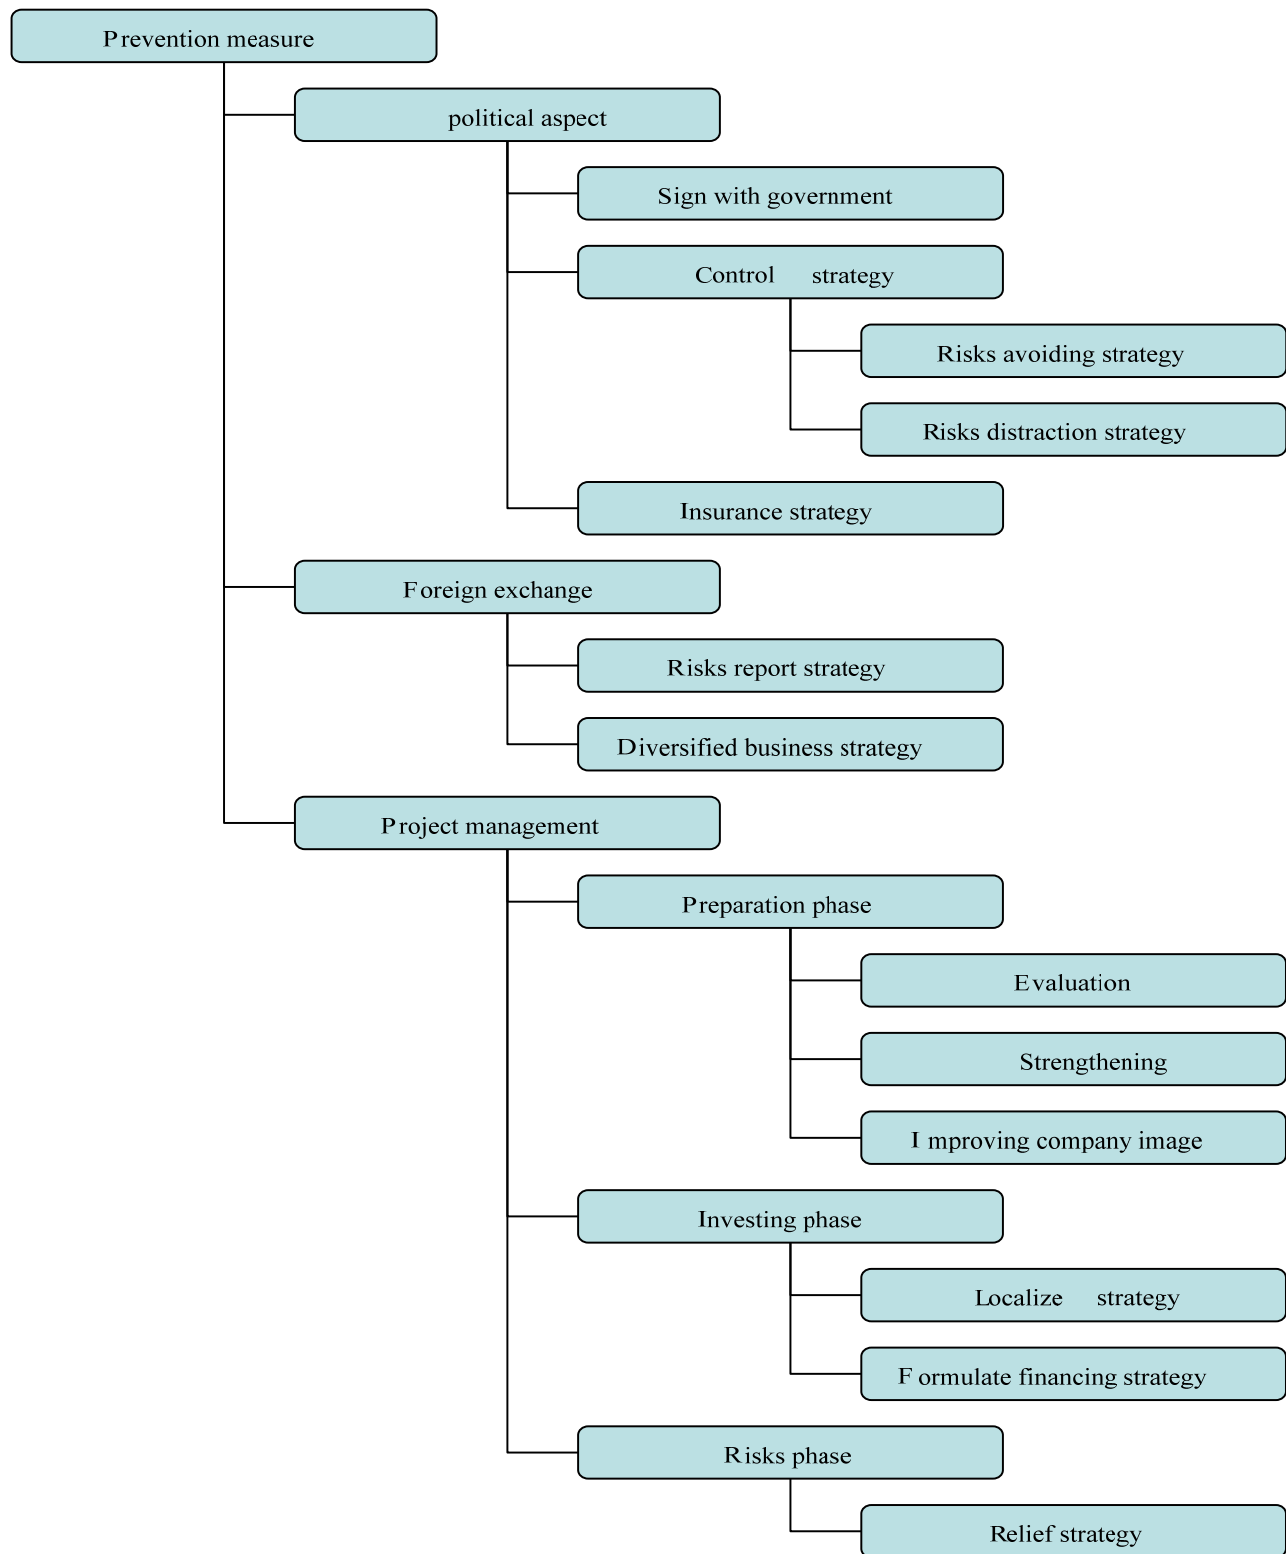 Prevention measure
political aspect
Sign with government
Control strategy
Risks avoiding strategy
Risks distraction strategy
Insurance strategy
Foreign exchange
Risks report strategy
Diversified business strategy
Project management
Preparation phase
Evaluation
Strengthening
Improving company image
Investing phase
Localize strategy
Formulate financing strategy
Risks phase
Relief strategy